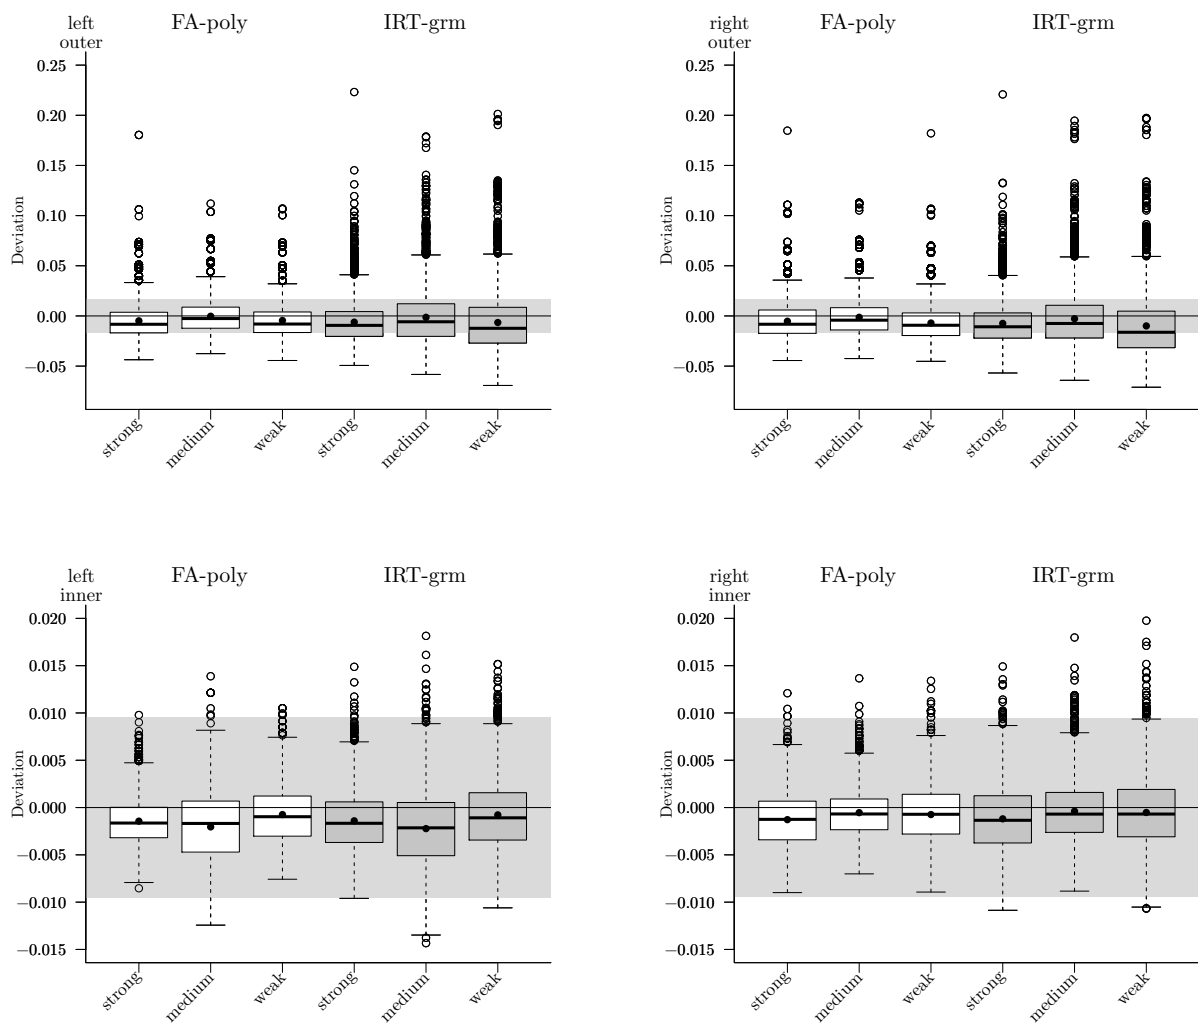 left
outer
FA-poly
IRT-grm
0.25
0.20
0.15
0.10
0.05
0.00
−0.05
Deviation
strong
medium
weak
strong
medium
weak
right
outer
FA-poly
IRT-grm
0.25
0.20
0.15
0.10
0.05
0.00
−0.05
Deviation
strong
medium
weak
strong
medium
weak
left
inner
FA-poly
IRT-grm
0.020
0.015
0.010
0.005
0.000
−0.005
−0.010
−0.015
Deviation
strong
medium
weak
strong
medium
weak
right
inner
FA-poly
IRT-grm
0.020
0.015
0.010
0.005
0.000
−0.005
−0.010
−0.015
Deviation
strong
medium
weak
strong
medium
weak